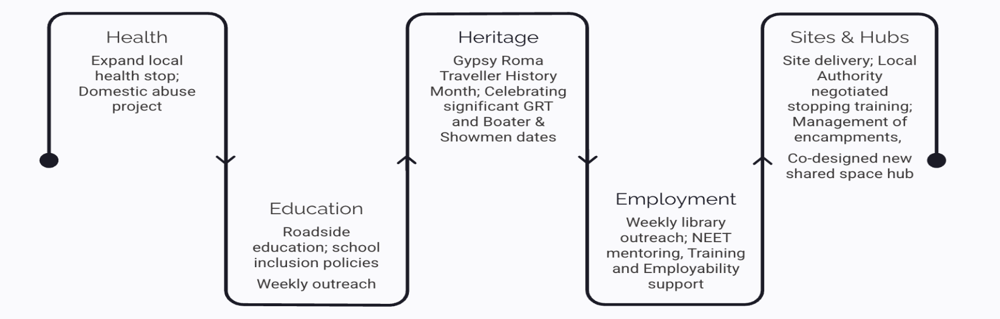 Health
Expand local
health stop;
Domestic abuse
project
Education
Roadside
education; school
inclusion policies
Weekly outreach
Heritage
Gypsy Roma
Traveller History
Month; Celebrating
significant GRT
and Boater &
Showmen dates
Employment
Weekly library
outreach; NEET
mentoring, Training
and Employability
support
Sites & Hubs
Site delivery; Local
Authority
negotiated
stopping training;
Management of
encampments,
Co-designed new
shared space hub